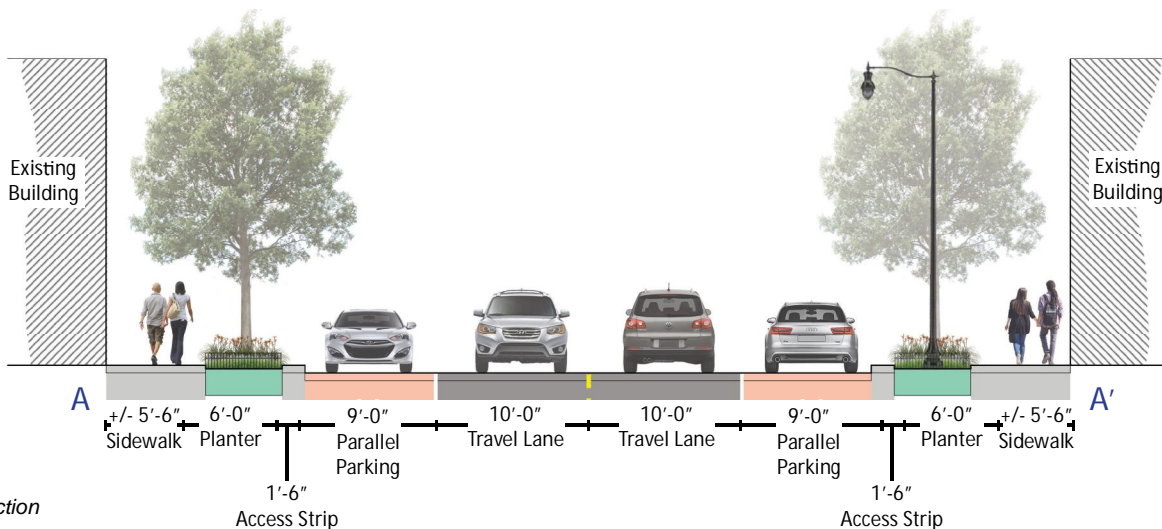 Existing
Building
Existing
Building
A
A'
+/- 5'-6"
Sidewalk
6'-0"
Planter
9'-0"
Parallel
Parking
10'-0"
Travel Lane
10'-0"
Travel Lane
9'-0"
Parallel
Parking
6'-0"
Planter
+/- 5'-6"
Sidewalk
1'-6"
Access Strip
1'-6"
Access Strip
ction